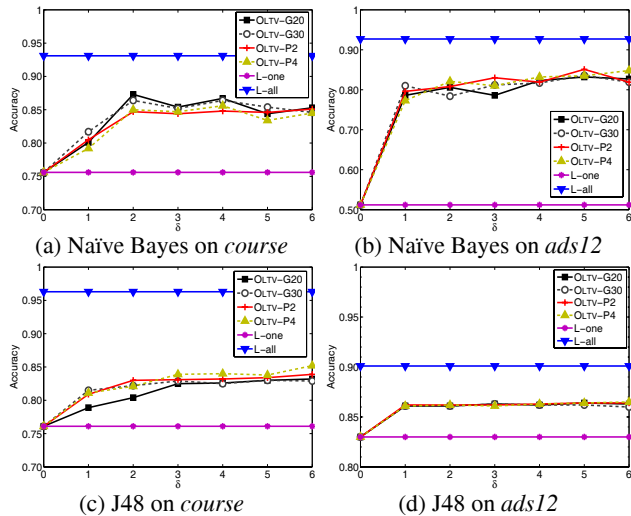 1
0.95
0.90
0.85
0.80
0.75
0.70
Accuracy
0 1 2 3 4 5 6
δ
OLTV-G20
OLTV-G30
OLTV-P2
OLTV-P4
L-one
L-all
(a) Naïve Bayes on course
1
0.90
0.80
0.70
0.60
0.50
Accuracy
0 1 2 3 4 5 6
δ
OLTV-G20
OLTV-G30
OLTV-P2
OLTV-P4
L-one
L-all
(b) Naïve Bayes on ads12
1
0.95
0.90
0.85
0.80
0.75
0.70
Accuracy
0 1 2 3 4 5 6
δ
OLTV-G20
OLTV-G30
OLTV-P2
OLTV-P4
L-one
L-all
(c) J48 on course
1
0.95
0.90
0.85
0.80
Accuracy
0 1 2 3 4 5 6
δ
OLTV-G20
OLTV-G30
OLTV-P2
OLTV-P4
L-one
L-all
(d) J48 on ads12